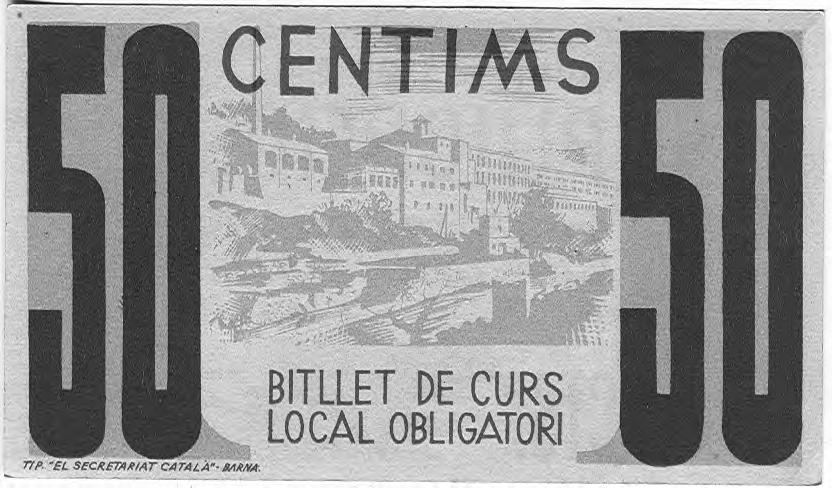 50 CENTIMS 50
BITLLET DE CURS
LOCAL OBLIGATORI
TIP. "EL SECRETARIAT CATALÀ" - BARNA.